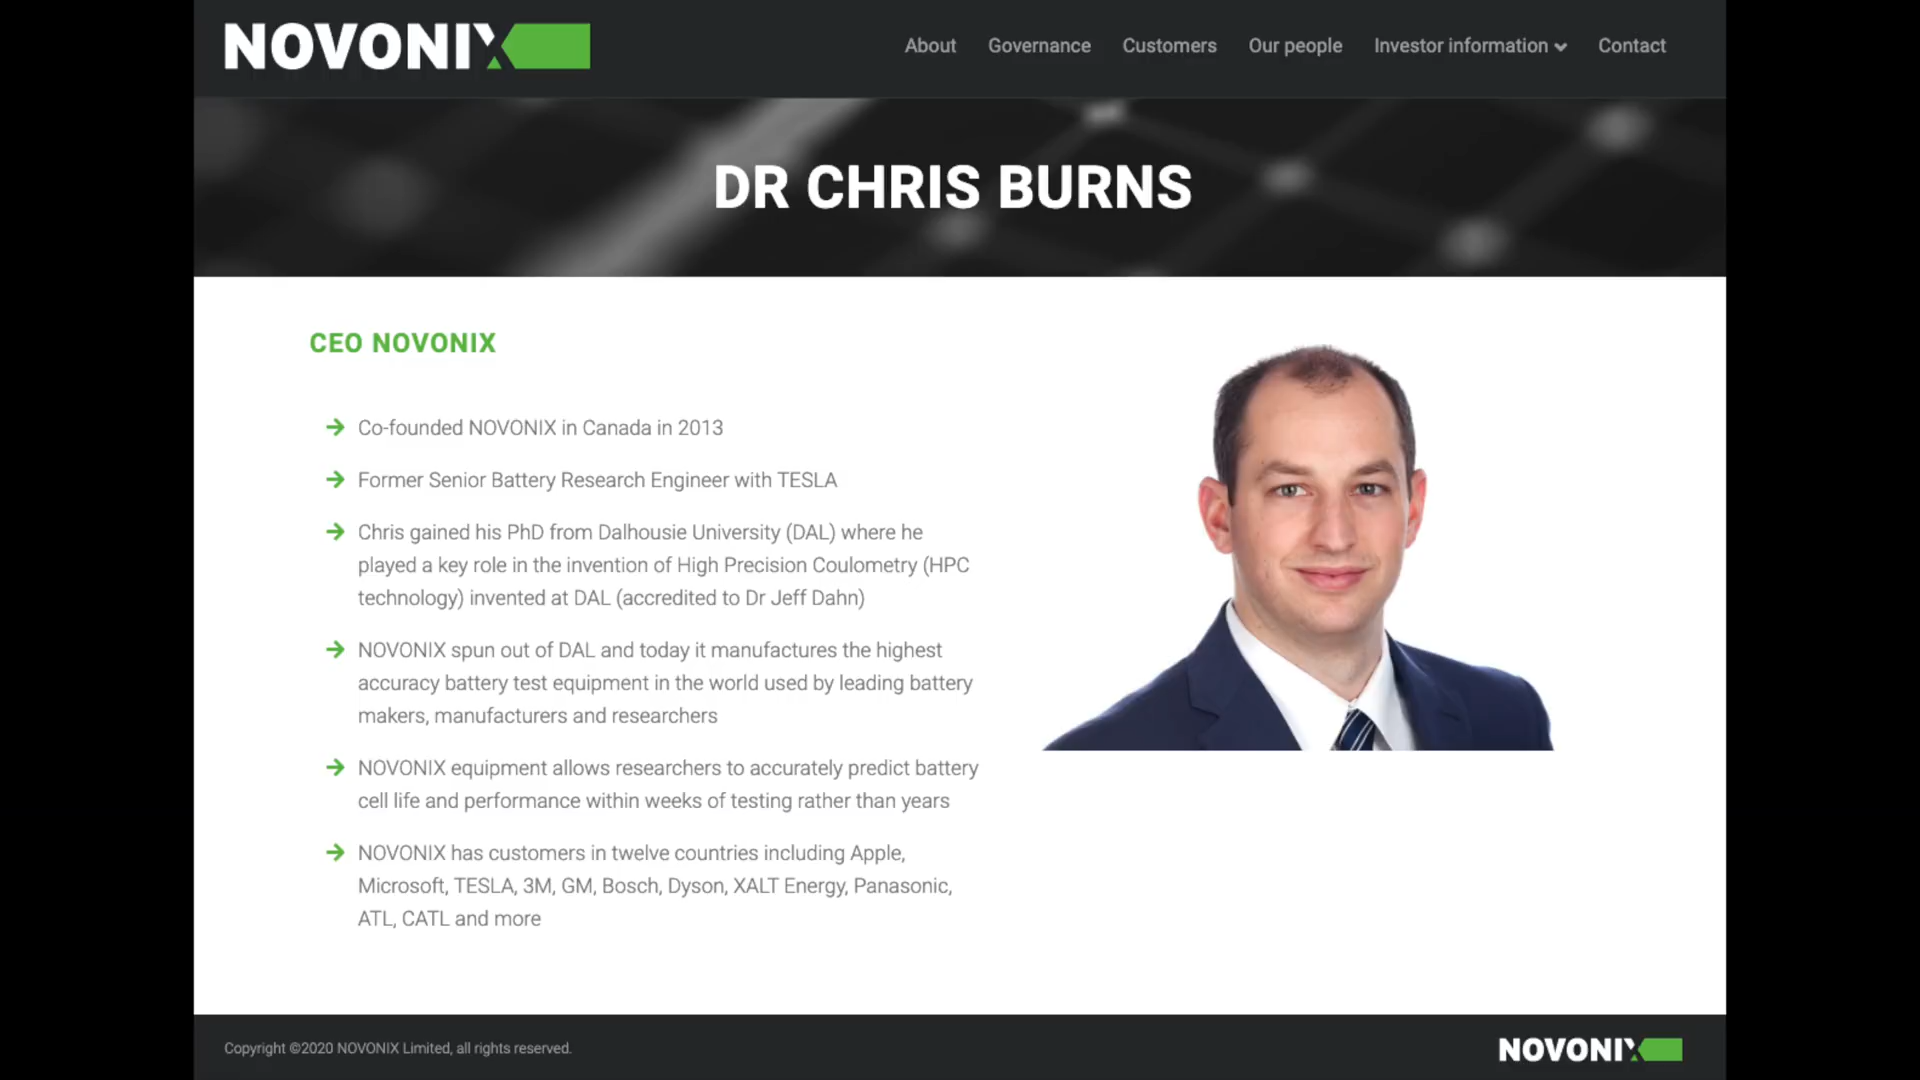 NOVONIX
About Governance Customers Our people Investor information Contact
DR CHRIS BURNS
CEO NOVONIX
Co-founded NOVONIX in Canada in 2013
Former Senior Battery Research Engineer with TESLA
Chris gained his PhD from Dalhousie University (DAL) where he
played a key role in the invention of High Precision Coulometry (HPC
technology) invented at DAL (accredited to Dr Jeff Dahn)
NOVONIX spun out of DAL and today it manufactures the highest
accuracy battery test equipment in the world used by leading battery
makers, manufacturers and researchers
NOVONIX equipment allows researchers to accurately predict battery
cell life and performance within weeks of testing rather than years
NOVONIX has customers in twelve countries including Apple,
Microsoft, TESLA, 3M, GM, Bosch, Dyson, XALT Energy, Panasonic,
ATL, CATL and more
Copyright ©2020 NOVONIX Limited, all rights reserved.
NOVONIX